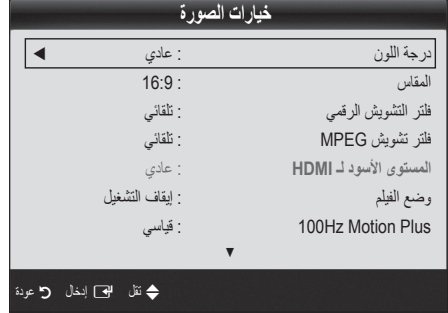 خيارات الصورة
درجة اللون : عادي
المقاس : 16:9
فلتر التشويش الرقمي : تلقائي
فلتر تشويش MPEG : تلقائي
المستوى الأسود لـ HDMI : عادي
وضع الفيلم : إيقاف التشغيل
100Hz Motion Plus : قياسي
نقل إدخال عودة